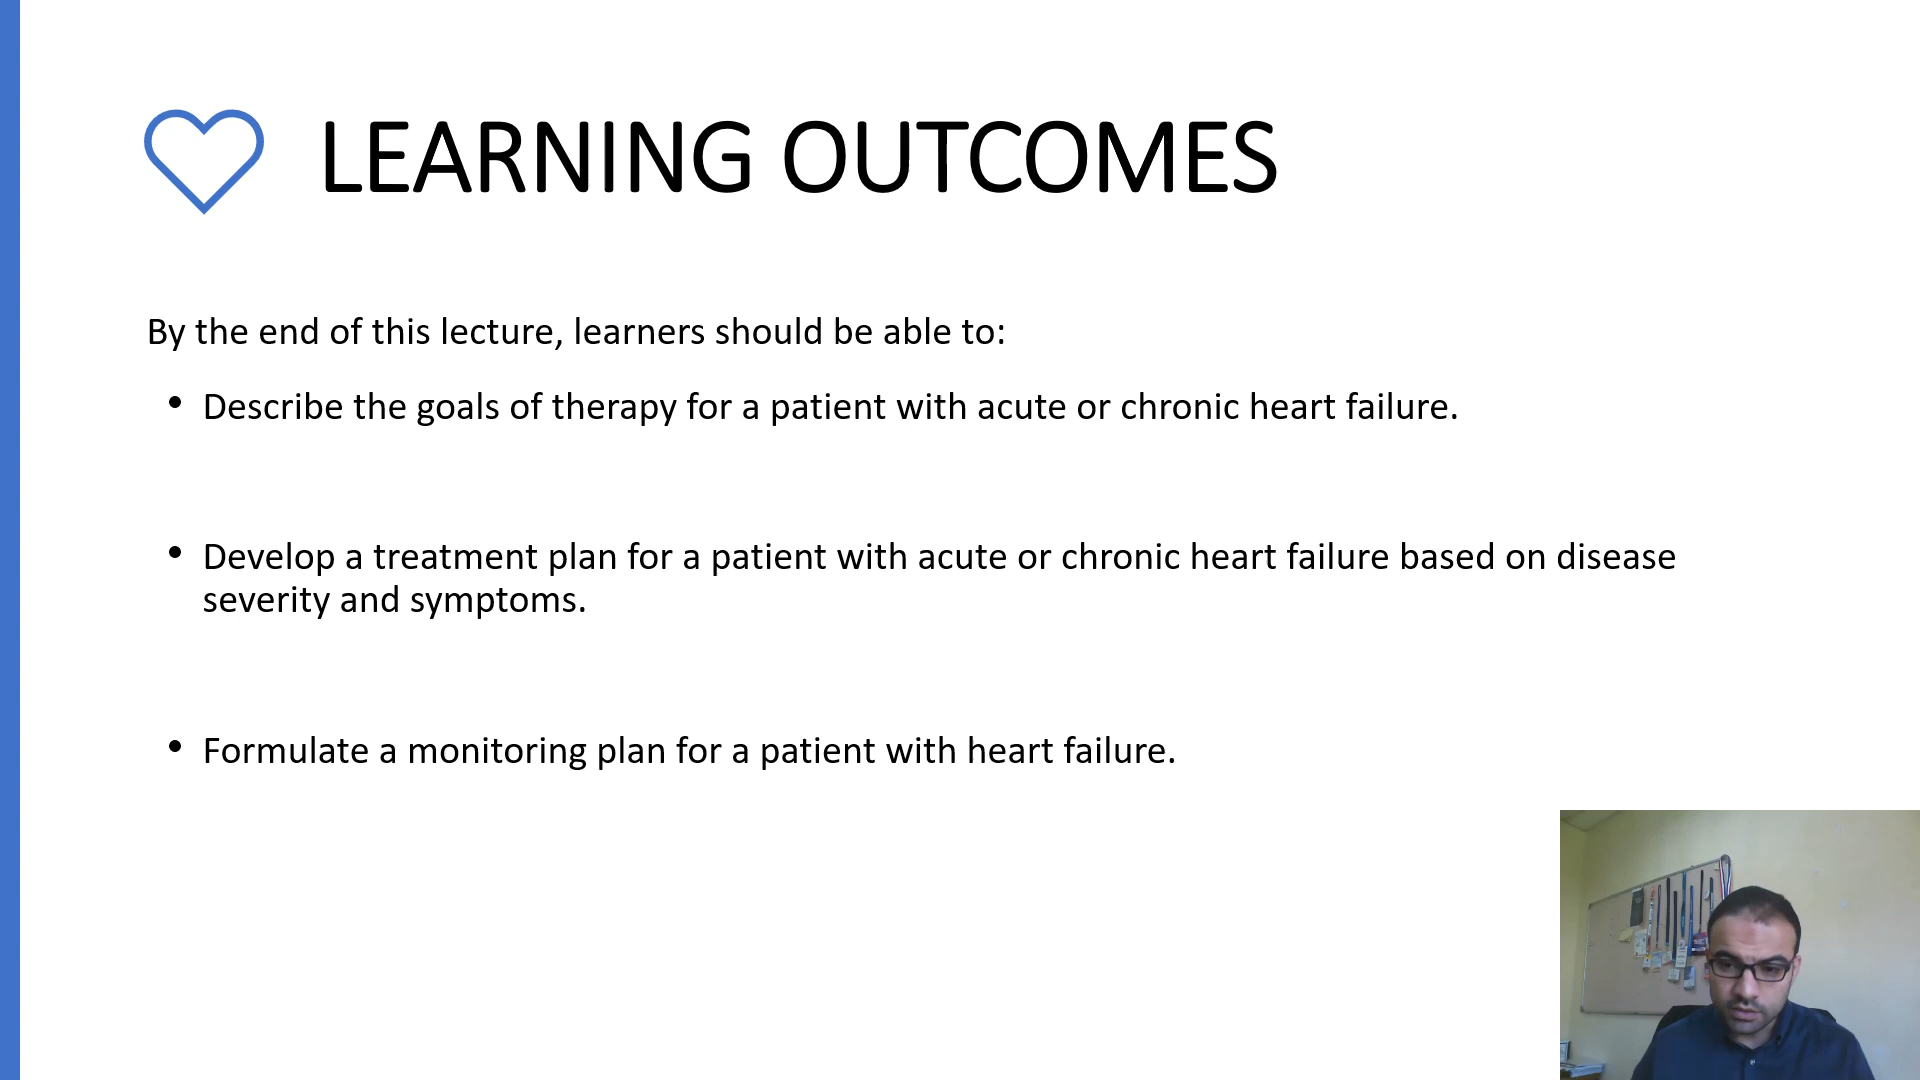 LEARNING OUTCOMES
By the end of this lecture, learners should be able to:
• Describe the goals of therapy for a patient with acute or chronic heart failure.
• Develop a treatment plan for a patient with acute or chronic heart failure based on disease
severity and symptoms.
• Formulate a monitoring plan for a patient with heart failure.